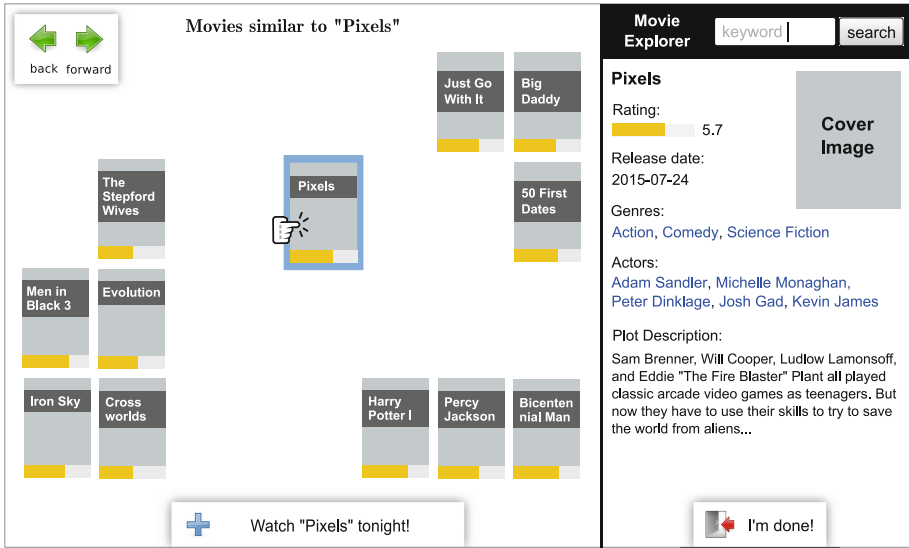 Movies similar to "Pixels"
back forward
Just Go
With It
Big
Daddy
The
Stepford
Wives
Pixels
50 First
Dates
Men in
Black 3
Evolution
Iron Sky
Cross
worlds
Harry
Potter I
Percy
Jackson
Bicenten
nial Man
Watch "Pixels" tonight!
Movie
Explorer
keyword
search
Pixels
Rating:
5.7
Cover
Image
Release date:
2015-07-24
Genres:
Action, Comedy, Science Fiction
Actors:
Adam Sandler, Michelle Monaghan,
Peter Dinklage, Josh Gad, Kevin James
Plot Description:
Sam Brenner, Will Cooper, Ludlow Lamonsoff,
and Eddie "The Fire Blaster" Plant all played
classic arcade video games as teenagers. But
now they have to use their skills to try to save
the world from aliens...
I'm done!